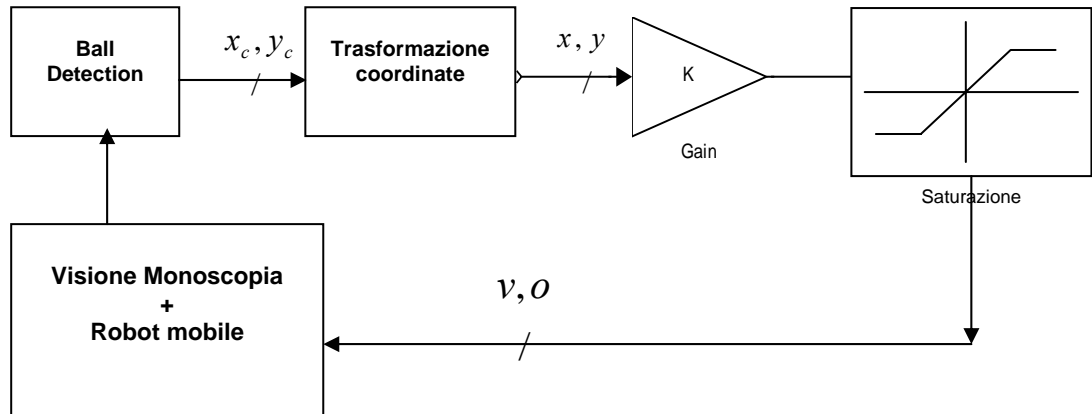 Ball
Detection
x_c, y_c
Trasformazione
coordinate
x, y
K
Gain
Saturazione
Visione Monoscopia
+
Robot mobile
v, o